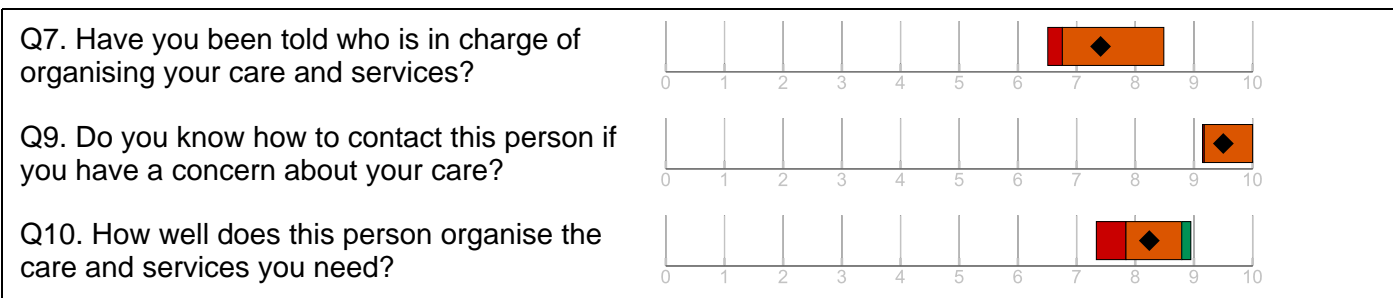 Q7. Have you been told who is in charge of
organising your care and services?
0 1 2 3 4 5 6 7 8 9 10
Q9. Do you know how to contact this person if
you have a concern about your care?
0 1 2 3 4 5 6 7 8 9 10
Q10. How well does this person organise the
care and services you need?
0 1 2 3 4 5 6 7 8 9 10